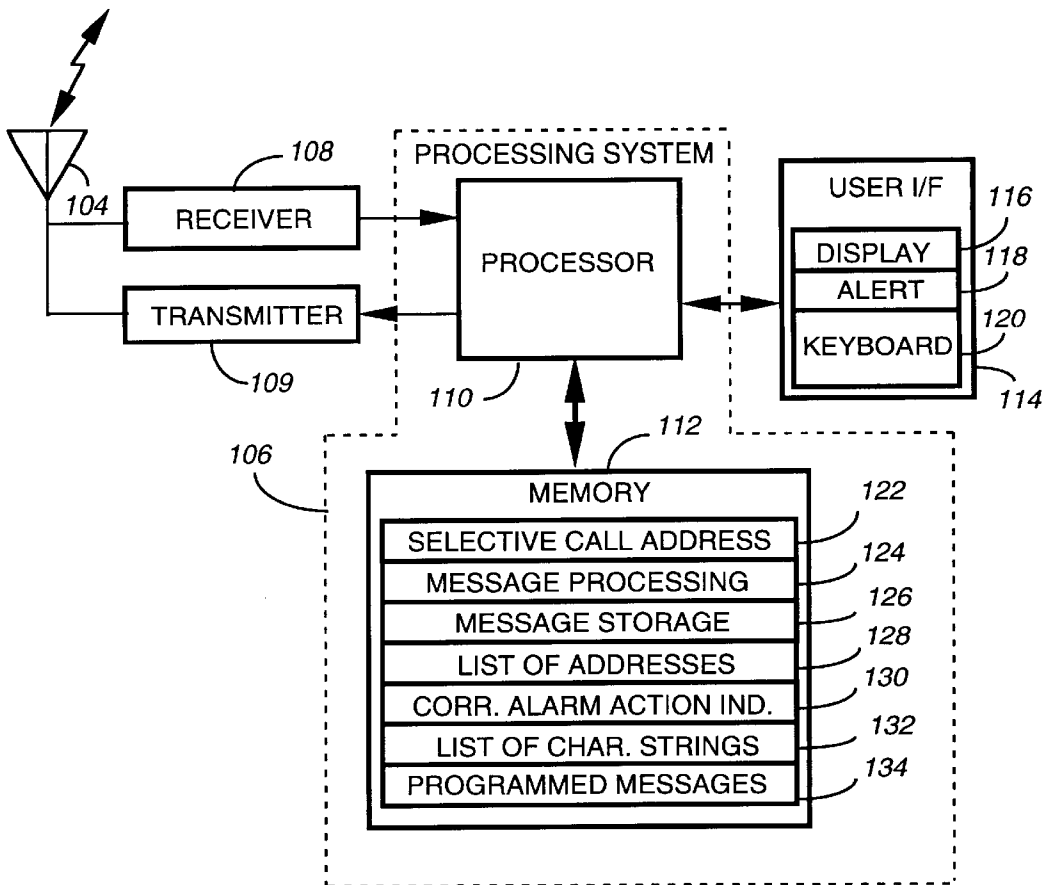 108
PROCESSING SYSTEM
USER I/F
104
RECEIVER
116
DISPLAY
118
PROCESSOR
ALERT
TRANSMITTER
120
KEYBOARD
109
110
114
112
106
MEMORY
122
SELECTIVE CALL ADDRESS
124
MESSAGE PROCESSING
126
MESSAGE STORAGE
128
LIST OF ADDRESSES
130
CORR. ALARM ACTION IND.
132
LIST OF CHAR. STRINGS
134
PROGRAMMED MESSAGES